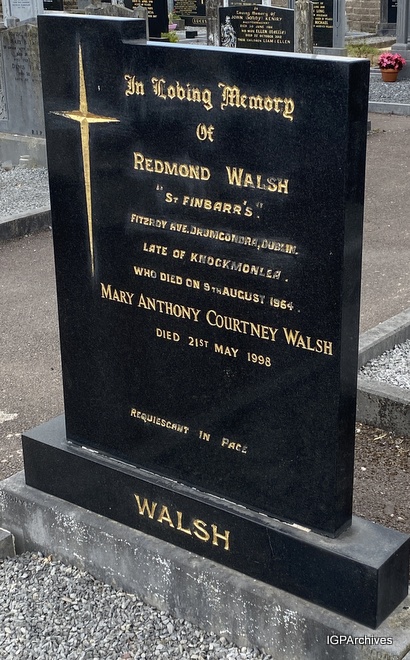 In Loving Memory
Of
REDMOND WALSH
"ST FINBARR'S".
FITZROY AVE. DRUMCONDRA, DUBLIN.
LATE OF KNOCKMONLEA.
WHO DIED ON 9TH AUGUST 1964.
MARY ANTHONY COURTNEY WALSH
DIED 21ST MAY 1998
REQUIESCANT IN PACE
WALSH
IGPArchives